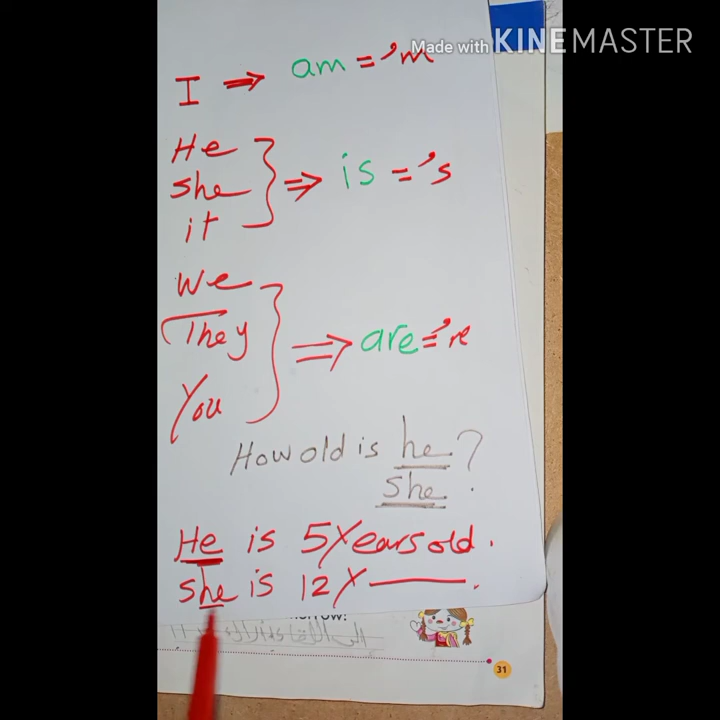 Made with KINEMASTER
I ⇒ am = 'm
He
she
it
⇒ is = 's
We
They
You
⇒ are = 're
How old is he?
she
He is 5 Years old.
she is 12 Y ———.
31